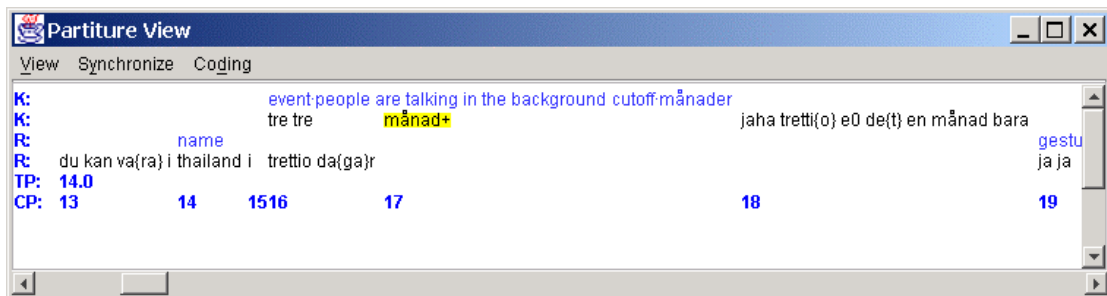 Partiture View
View Synchronize Coding
K: event·people are talking in the background cutoff·månader
K: tre tre månad+ jaha tretti{o} e0 de{t} en månad bara
R: name gestu
R: du kan va{ra} i thailand i trettio da{ga}r ja ja
TP: 14.0
CP: 13 14 1516 17 18 19